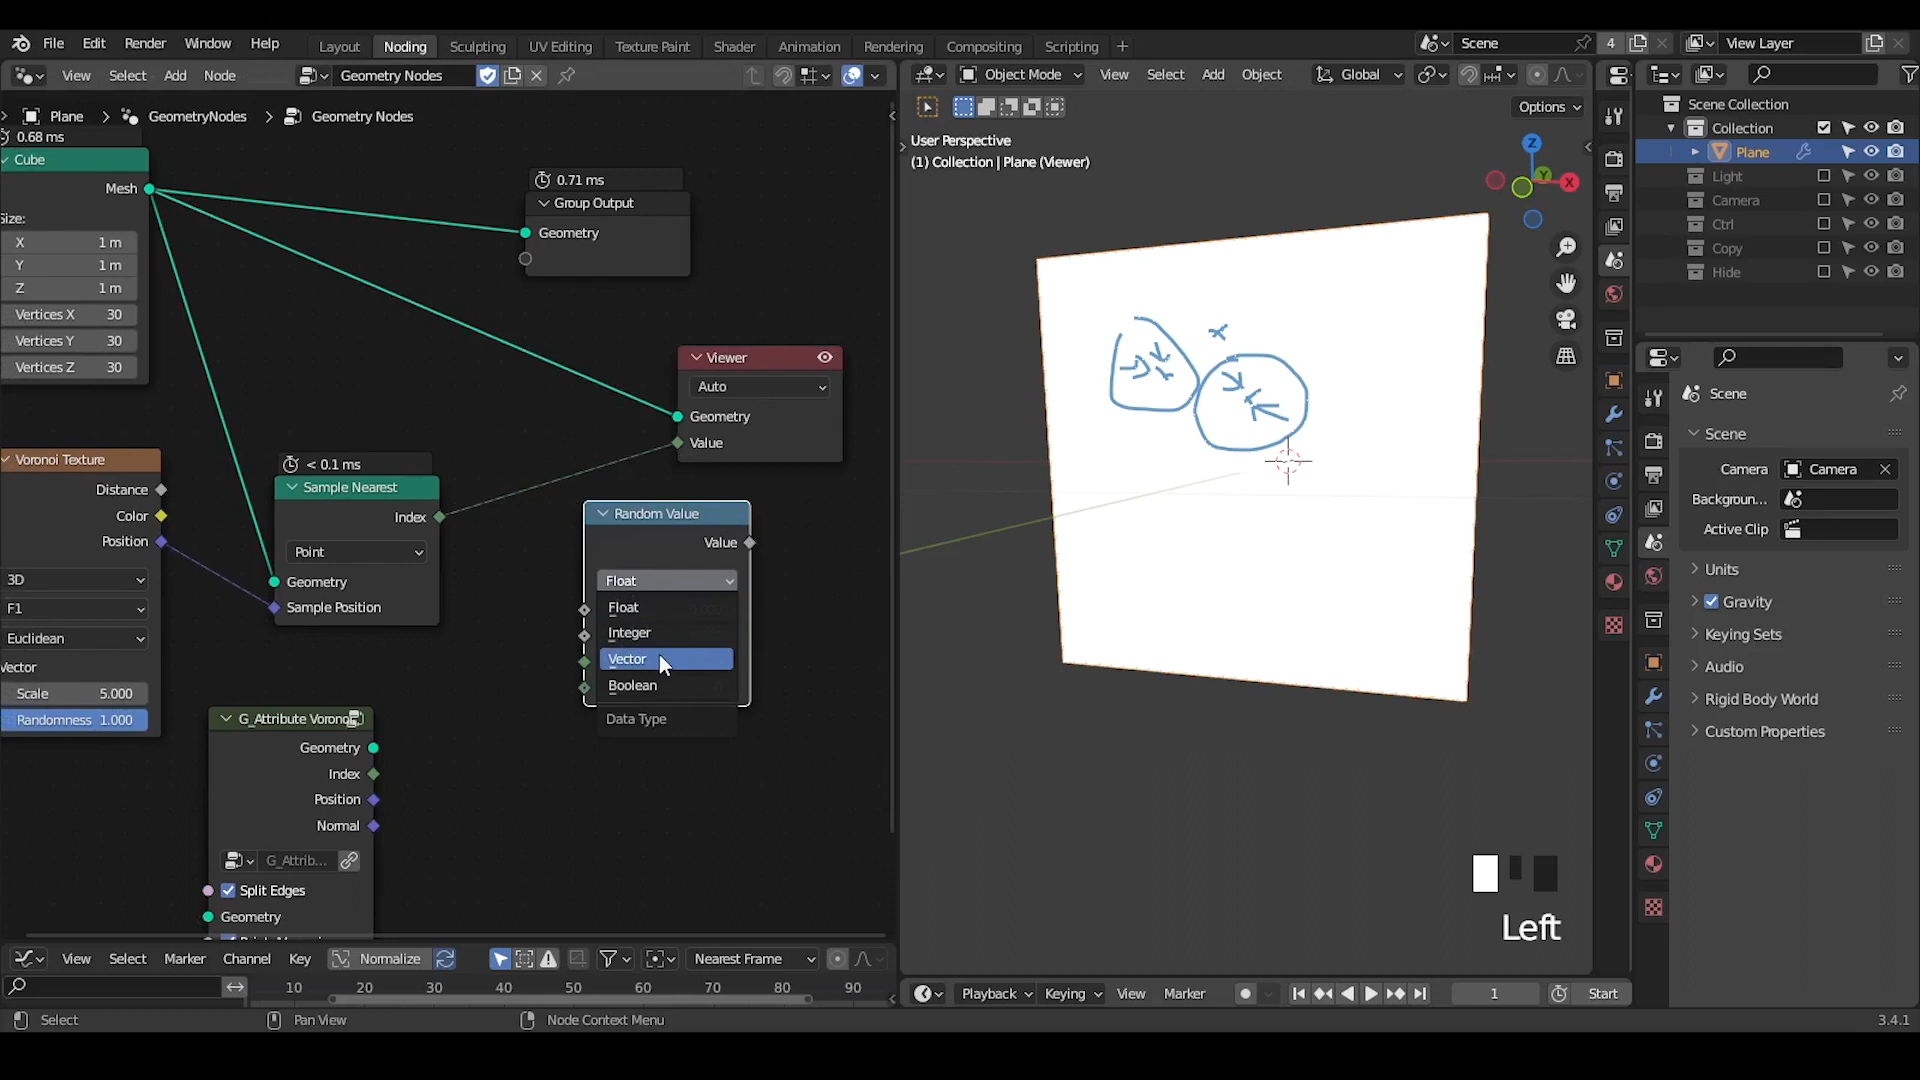 File Edit Render Window Help Layout Noding Sculpting UV Editing Texture Paint Shader Animation Rendering Compositing Scripting Scene 4 View Layer
View Select Add Node Geometry Nodes
Object Mode View Select Add Object Global
Options
Plane > GeometryNodes > Geometry Nodes
0.68 ms
Cube
Mesh
Size:
X 1 m
Y 1 m
Z 1 m
Vertices X 30
Vertices Y 30
Vertices Z 30
0.71 ms
Group Output
Geometry
Viewer
Auto
Geometry
Value
Voronoi Texture
Distance
Color
Position
3D
F1
Euclidean
Vector
Scale 5.000
Randomness 1.000
< 0.1 ms
Sample Nearest
Index
Point
Geometry
Sample Position
Random Value
Value
Float
Float
Integer
Vector
Boolean
Data Type
G_Attribute Vorono
Geometry
Index
Position
Normal
G_Attrib...
Split Edges
Geometry
User Perspective
(1) Collection | Plane (Viewer)
Z
Y
X
Left
Scene Collection
Collection
Plane
Light
Camera
Ctrl
Copy
Hide
Scene
Scene
Camera Camera
Backgroun...
Active Clip
Units
Gravity
Keying Sets
Audio
Rigid Body World
Custom Properties
View Select Marker Channel Key Normalize Nearest Frame
10 20 30 40 50 60 70 80 90
Playback Keying View Marker 1 Start
Select Pan View Node Context Menu 3.4.1